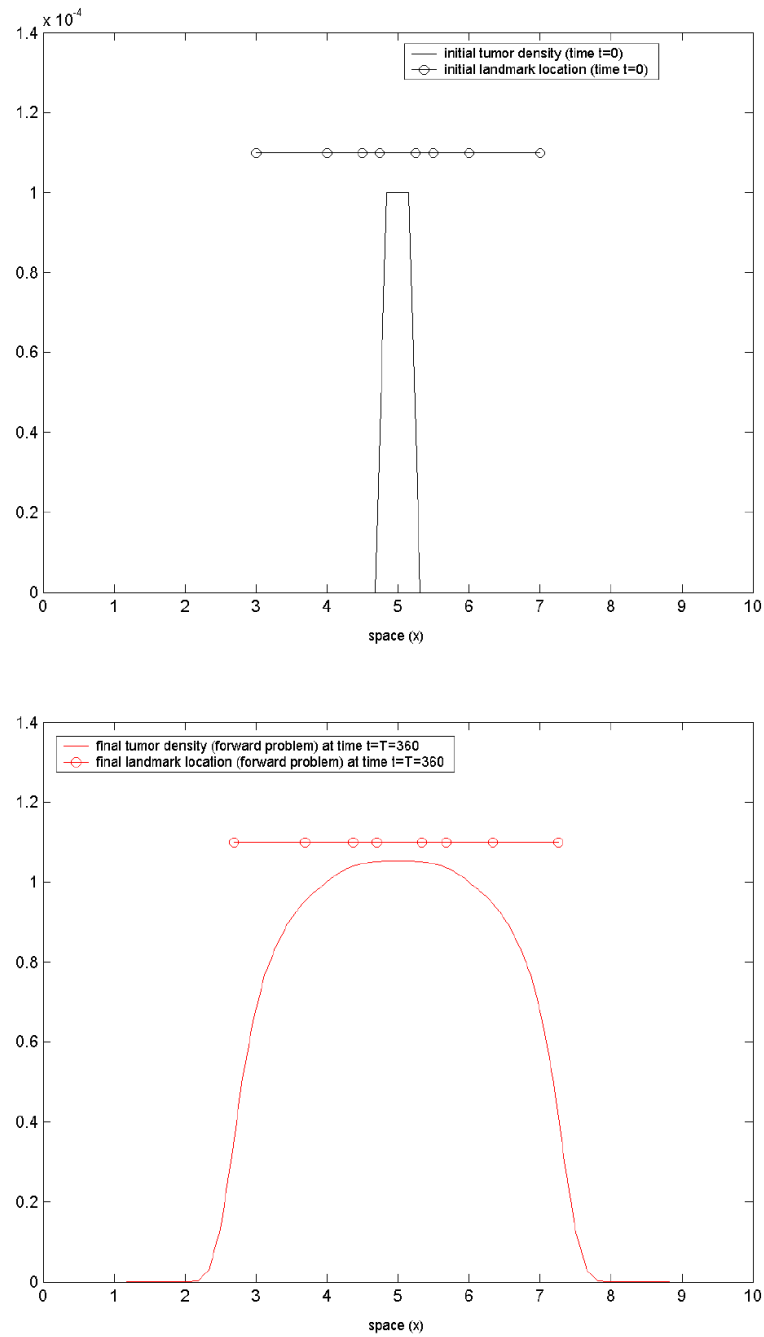 x 10-4
1.4
initial tumor density (time t=0)
initial landmark location (time t=0)
1.2
1
0.8
0.6
0.4
0.2
0
0 1 2 3 4 5 6 7 8 9 10
space (x)
1.4
final tumor density (forward problem) at time t=T=360
final landmark location (forward problem) at time t=T=360
1.2
1
0.8
0.6
0.4
0.2
0
0 1 2 3 4 5 6 7 8 9 10
space (x)